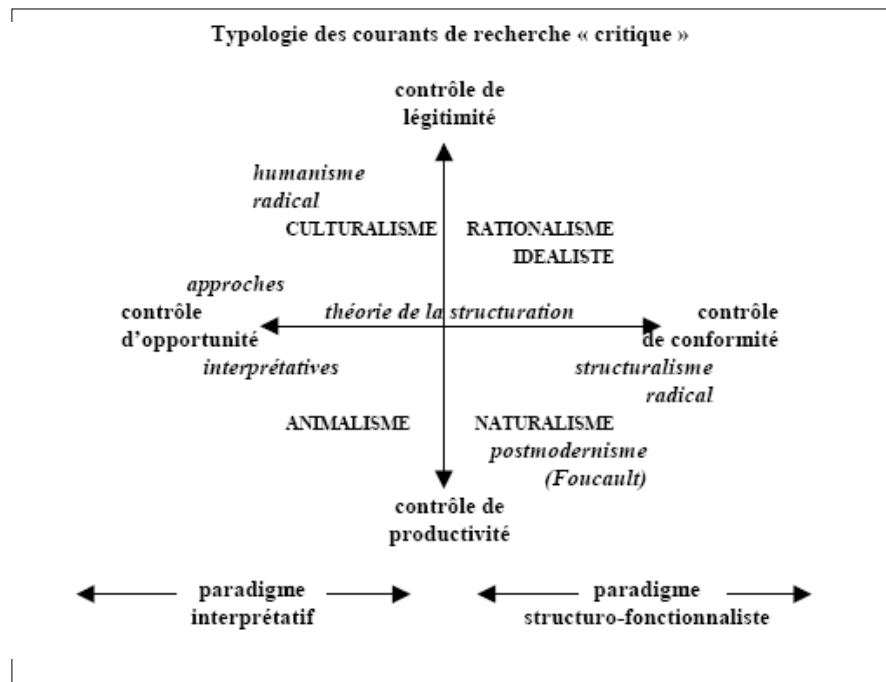 Typologie des courants de recherche « critique »
contrôle de
légitimité
humanisme
radical
CULTURALISME
RATIONALISME
IDEALISTE
approches
contrôle
d’opportunité
théorie de la structuration
contrôle
de conformité
interprétatives
structuralisme
radical
ANIMALISME
NATURALISME
postmodernisme
(Foucault)
contrôle de
productivité
paradigme
interprétatif
paradigme
structuro-fonctionnaliste